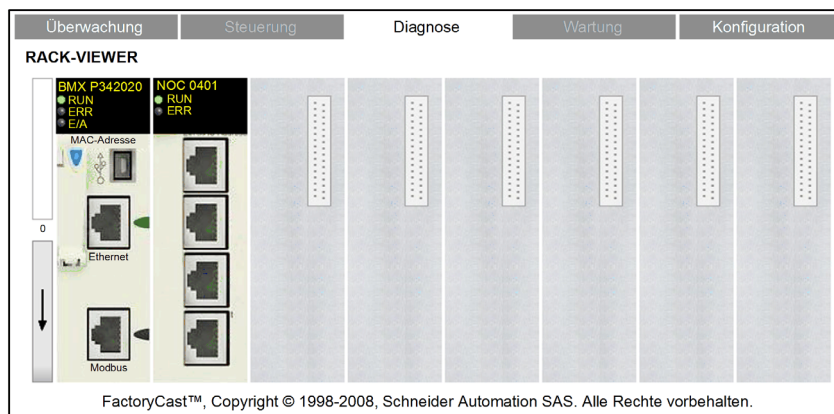 Überwachung
Steuerung
Diagnose
Wartung
Konfiguration
RACK-VIEWER
BMX P342020
RUN
ERR
E/A
NOC 0401
RUN
ERR
MAC-Adresse
0
Ethernet
Modbus
FactoryCast™, Copyright © 1998-2008, Schneider Automation SAS. Alle Rechte vorbehalten.